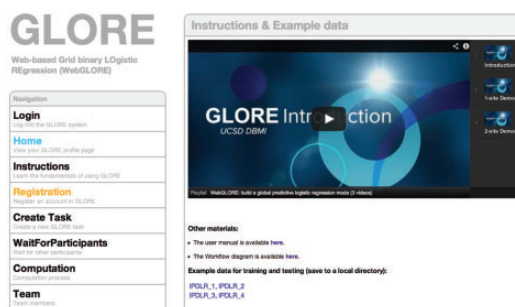 GLORE
Web-based Grid binary LOgistic
REgression (WebGLORE)
Navigation
Login
Log into the GLORE system
Home
View your GLORE profile page
Instructions
Learn the fundamentals of using GLORE
Registration
Register an account in GLORE
Create Task
Create a new GLORE task
WaitForParticipants
Wait for other participants
Computation
Computation process
Team
Team members
Instructions & Example data
GLORE Introduction
UCSD DBMI
Introduction
1-site Demo
2-site Demo
Playlist WebGLORE: build a global predictive logistic regression mode (3 videos)
Other materials:
• The user manual is available here.
• The Workflow diagram is available here.
Example data for training and testing (save to a local directory):
IPDLR_1, IPDLR_2
IPDLR_3, IPDLR_4